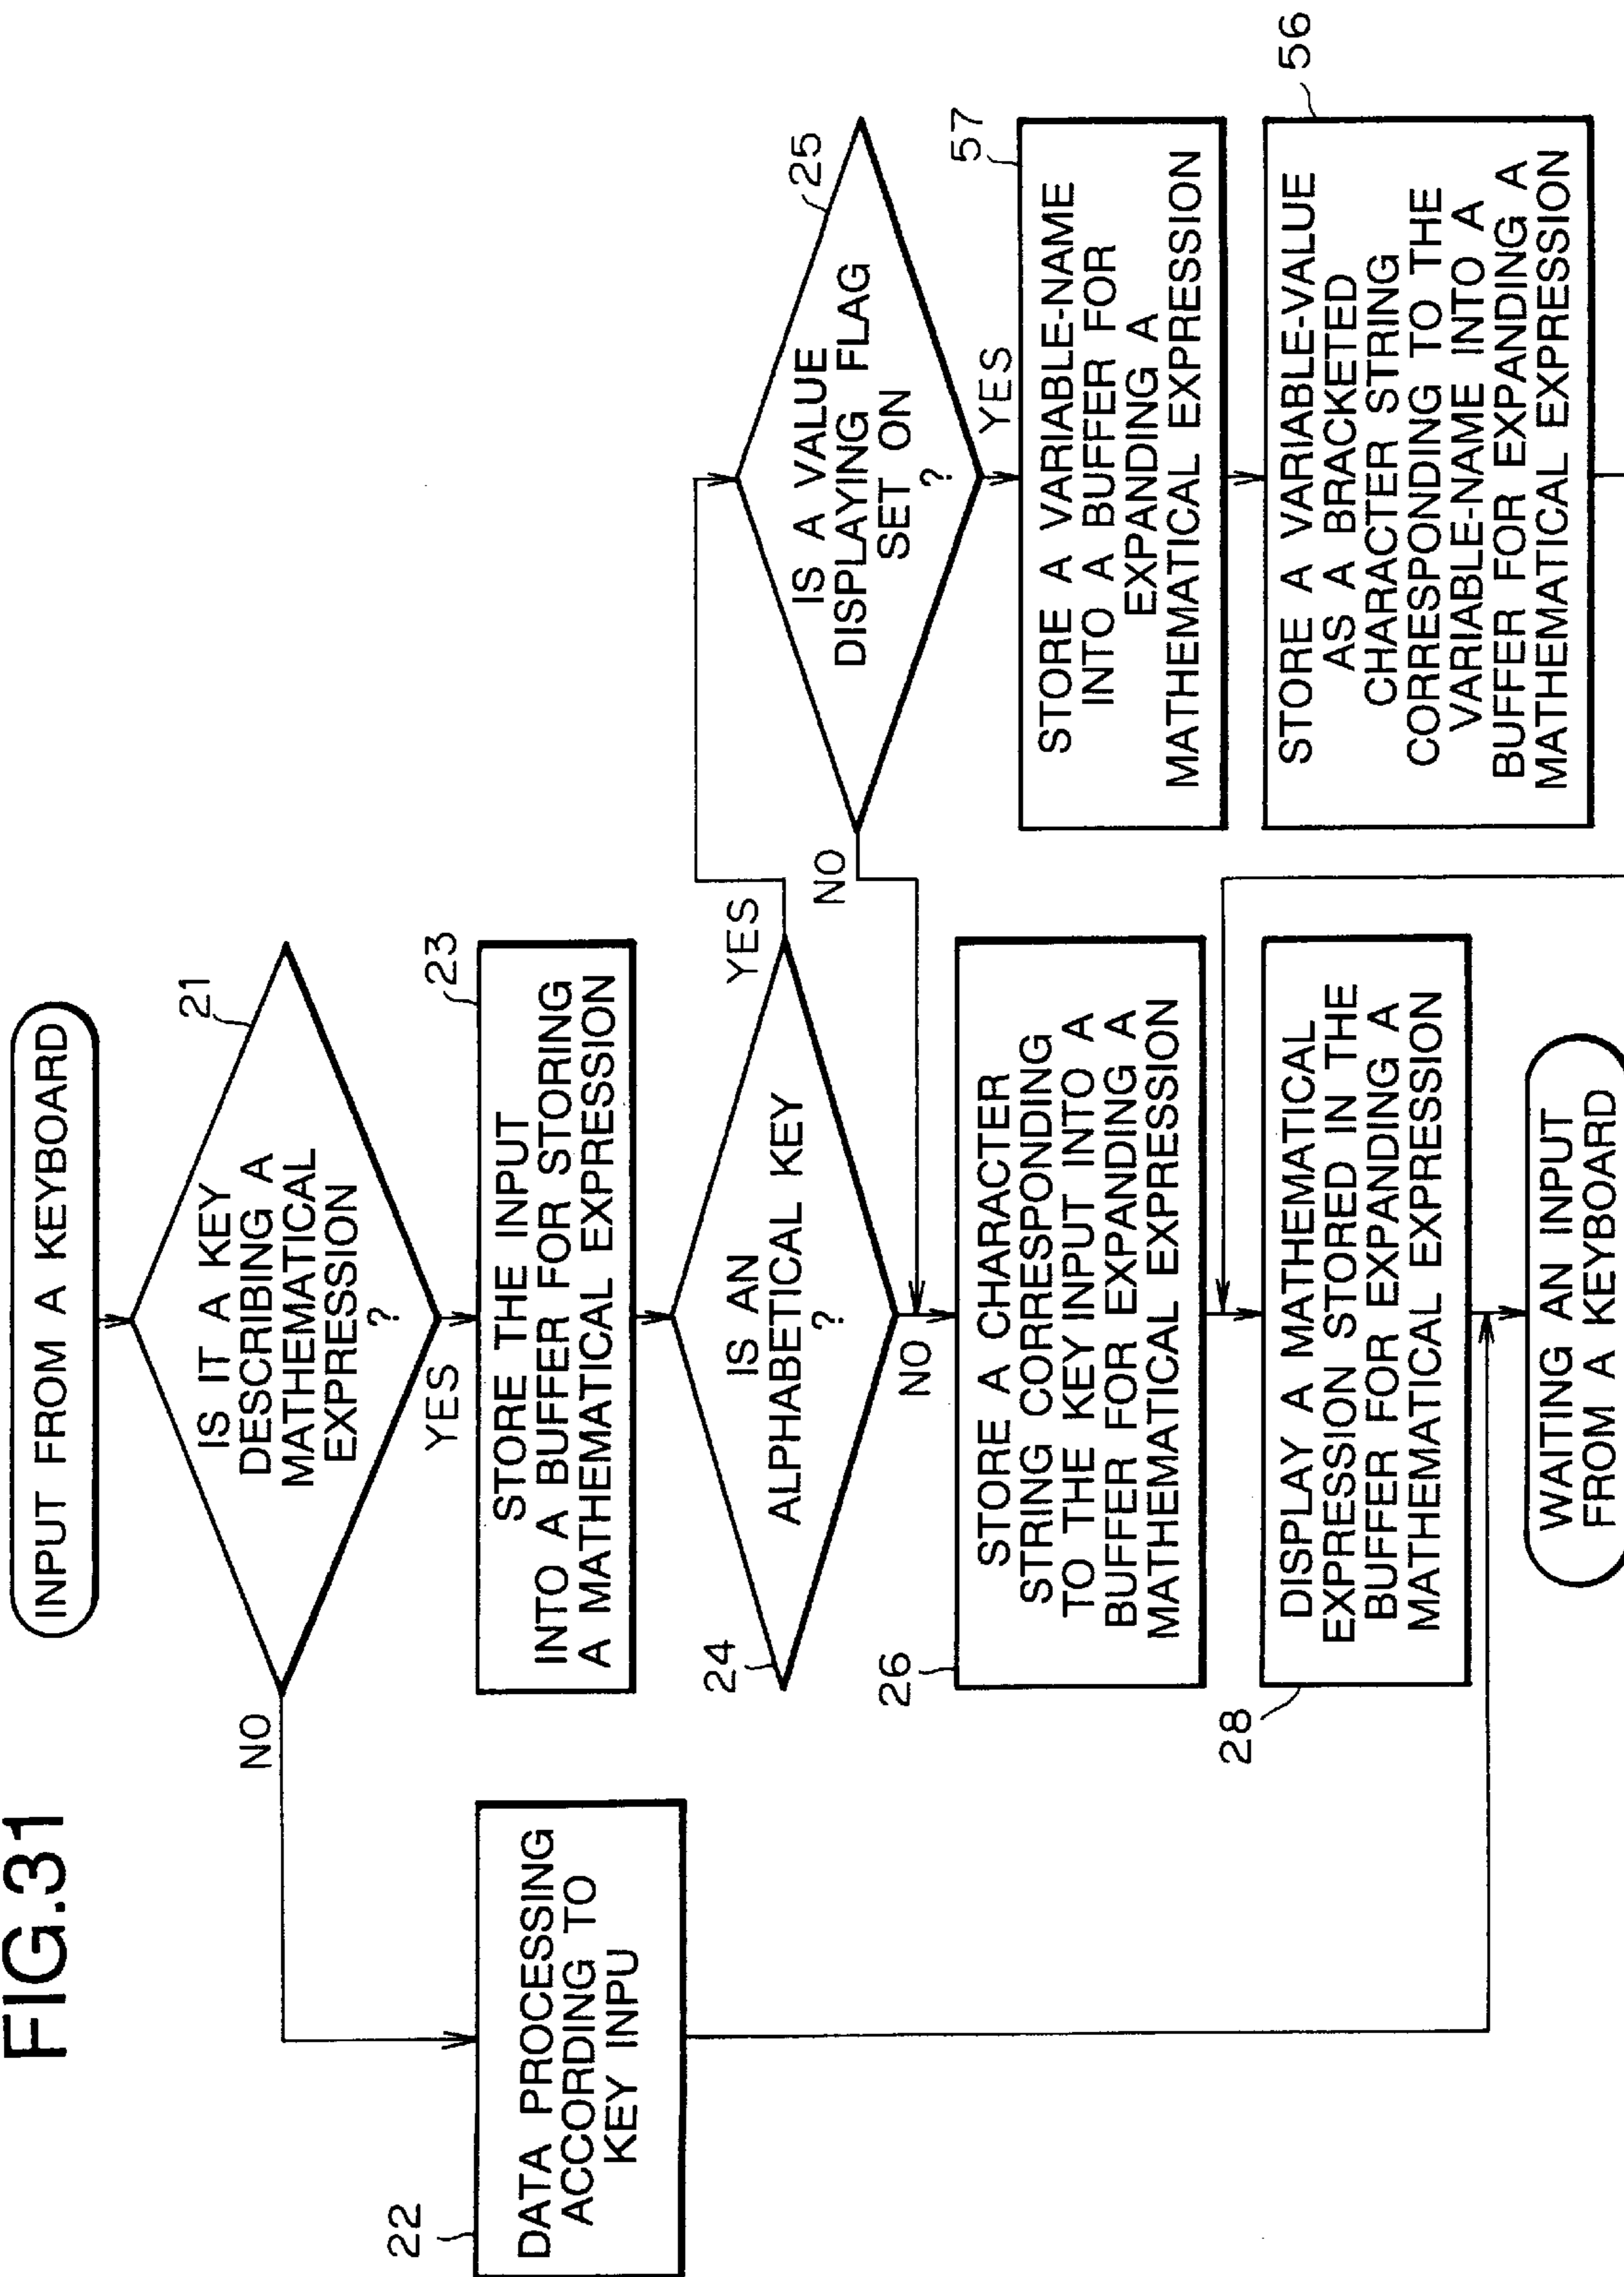 FIG.31
INPUT FROM A KEYBOARD
21
IS IT A KEY
DESCRIBING A
MATHEMATICAL
EXPRESSION
?
NO
YES
22
DATA PROCESSING
ACCORDING TO
KEY INPU
23
STORE THE INPUT
INTO A BUFFER FOR STORING
A MATHEMATICAL EXPRESSION
24
IS AN
ALPHABETICAL KEY
?
YES
NO
25
IS A VALUE
DISPLAYING FLAG
SET ON
?
NO
YES
26
STORE A CHARACTER
STRING CORRESPONDING
TO THE KEY INPUT INTO A
BUFFER FOR EXPANDING A
MATHEMATICAL EXPRESSION
57
STORE A VARIABLE-NAME
INTO A BUFFER FOR
EXPANDING A
MATHEMATICAL EXPRESSION
56
STORE A VARIABLE-VALUE
AS A BRACKETED
CHARACTER STRING
CORRESPONDING TO THE
VARIABLE-NAME INTO A
BUFFER FOR EXPANDING A
MATHEMATICAL EXPRESSION
28
DISPLAY A MATHEMATICAL
EXPRESSION STORED IN THE
BUFFER FOR EXPANDING A
MATHEMATICAL EXPRESSION
WAITING AN INPUT
FROM A KEYBOARD